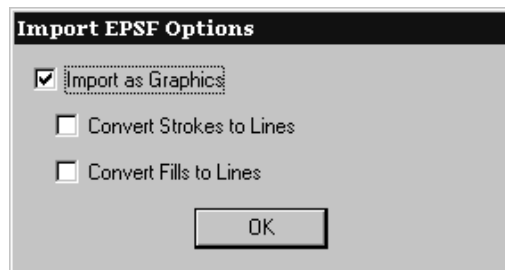 Import EPSF Options
Import as Graphics
Convert Strokes to Lines
Convert Fills to Lines
OK